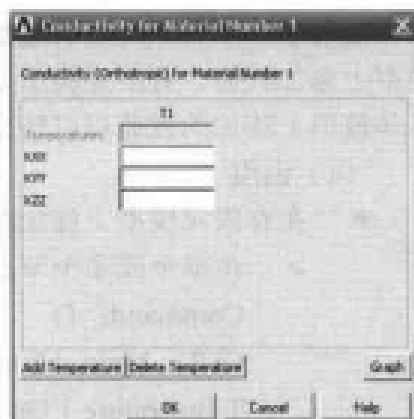 Conductivity for Material Number 1
Conductivity (Orthotropic) for Material Number 1
T1
Temperatures
KXX
KYY
KZZ
Add Temperature Delete Temperature Graph
OK Cancel Help